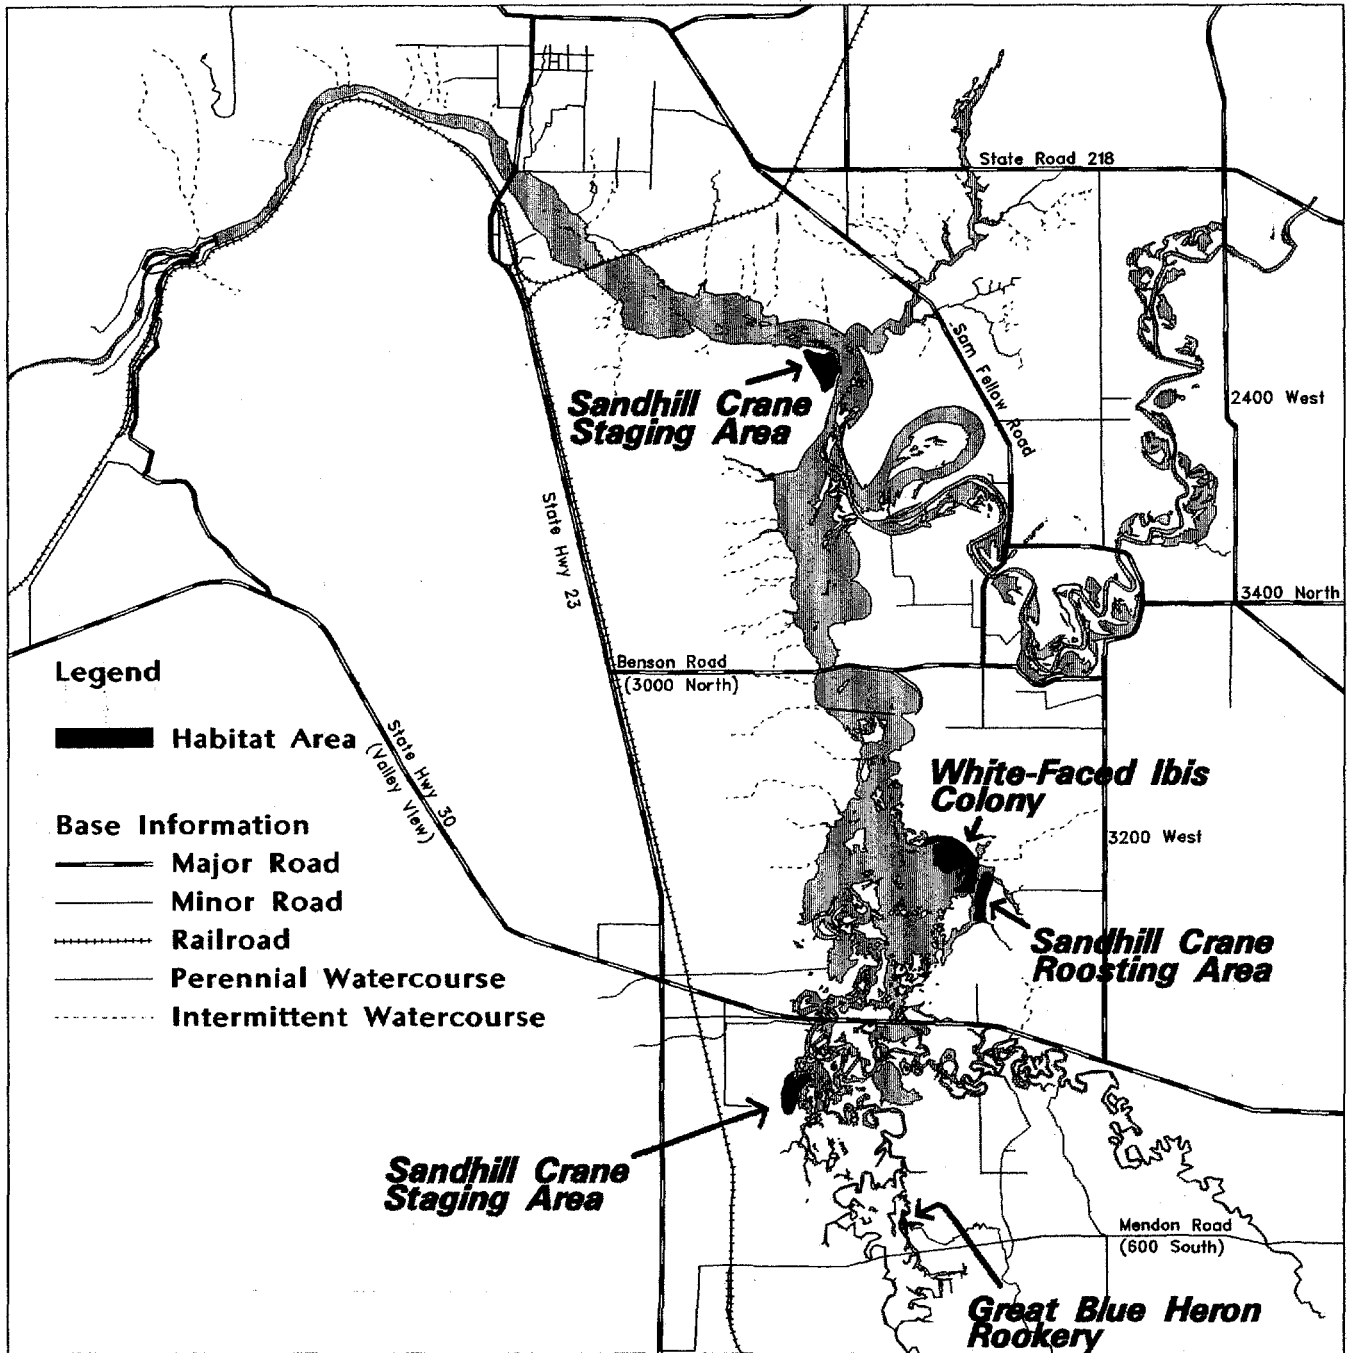 State Road 218
Sam Fellow Road
2400 West
Sandhill Crane
Staging Area
State Hwy 23
3400 North
Benson Road
(3000 North)
Legend
Habitat Area
State Hwy 30
(Valley View)
Base Information
Major Road
Minor Road
Railroad
Perennial Watercourse
Intermittent Watercourse
White-Faced Ibis
Colony
3200 West
Sandhill Crane
Roosting Area
Sandhill Crane
Staging Area
Mendon Road
(600 South)
Great Blue Heron
Rookery